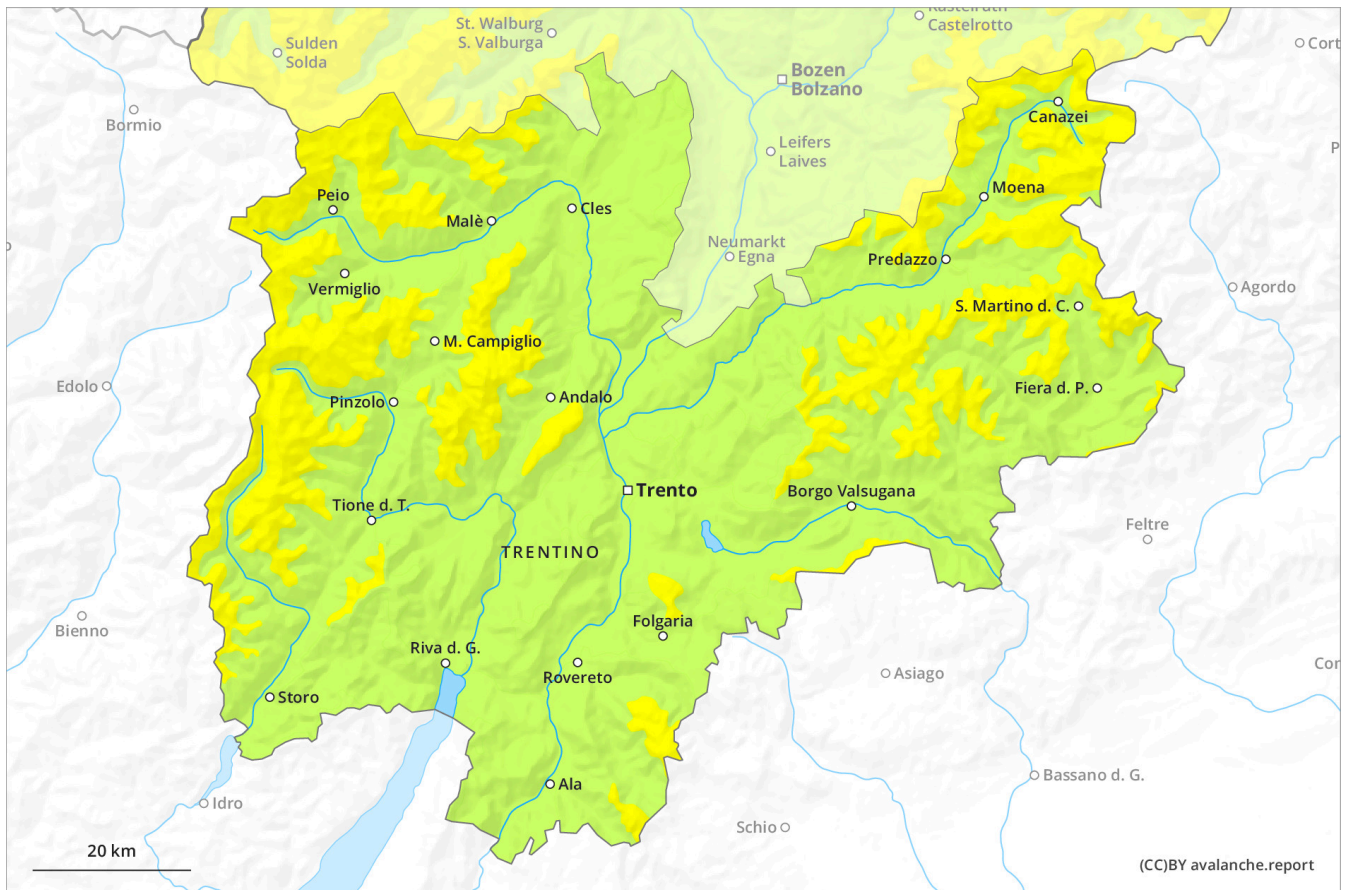 Kastelruth
Castelrotto
St. Walburg
S. Valburga
Sulden
Solda
Cort
Bozen
Bolzano
Bormio
Canazei
Leifers
Laives
P
Moena
Peio
Cles
Malè
Neumarkt
Egna
o
Predazzo
Vermiglio
Agordo
S. Martino d. C.
M. Campiglio
Edolo
Fiera d. P.
Andalo
Pinzolo
Trento
Borgo Valsugana
Tione d. T.
Feltre
TRENTINO
Bienno
Folgaria
Riva d. G.
Cor
Asiago
Rovereto
Storo
Bassano d. G.
Ala
Idro
Schio
20 km
(CC)BY avalanche.report